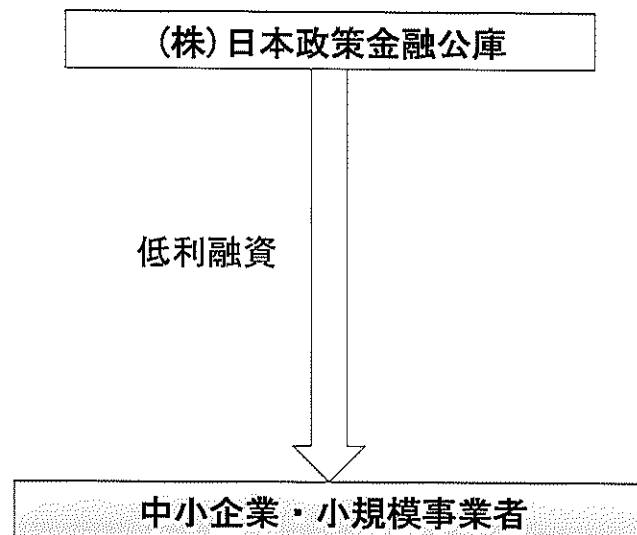 (株)日本政策金融公庫
低利融資
中小企業・小規模事業者